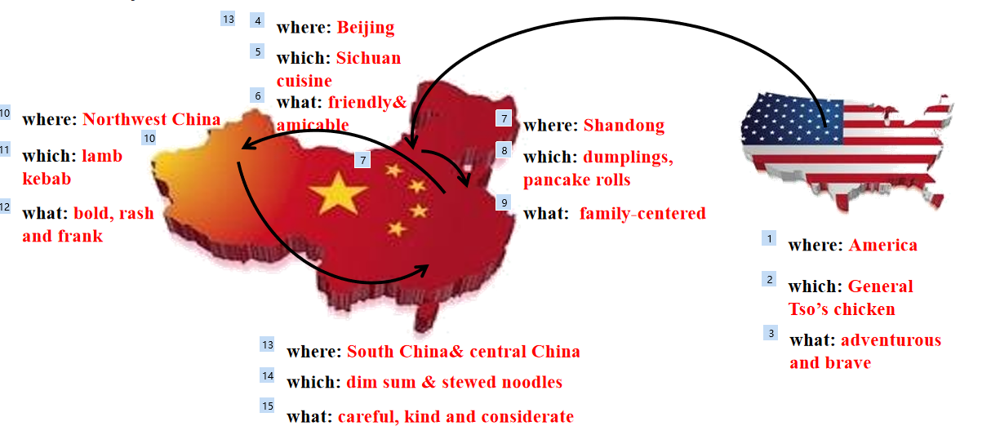 13
4
where: Beijing
5
which: Sichuan
cuisine
6
what: friendly&
amicable
10
where: Northwest China
10
11
which: lamb
kebab
12
what: bold, rash
and frank
7
7
where: Shandong
8
which: dumplings,
pancake rolls
9
what: family-centered
1
where: America
2
which: General
Tso’s chicken
3
what: adventurous
and brave
13
where: South China& central China
14
which: dim sum & stewed noodles
15
what: careful, kind and considerate